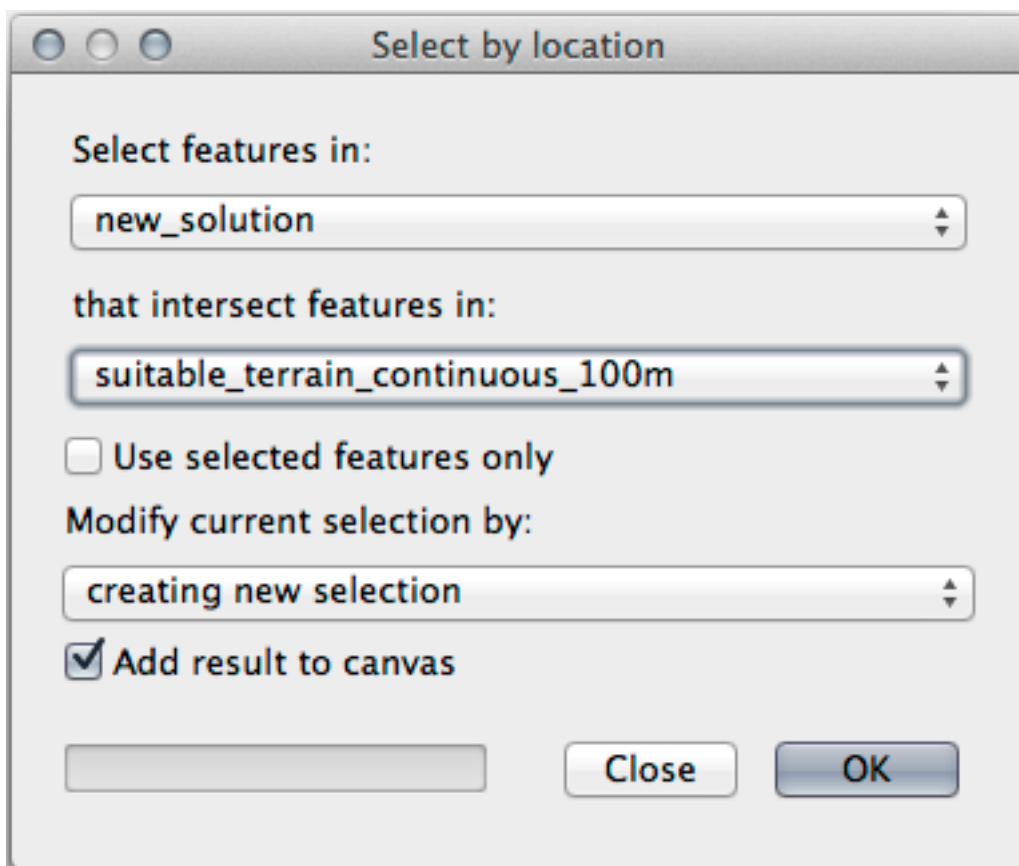 Select by location
Select features in:
new_solution
that intersect features in:
suitable_terrain_continuous_100m
Use selected features only
Modify current selection by:
creating new selection
Add result to canvas
Close OK